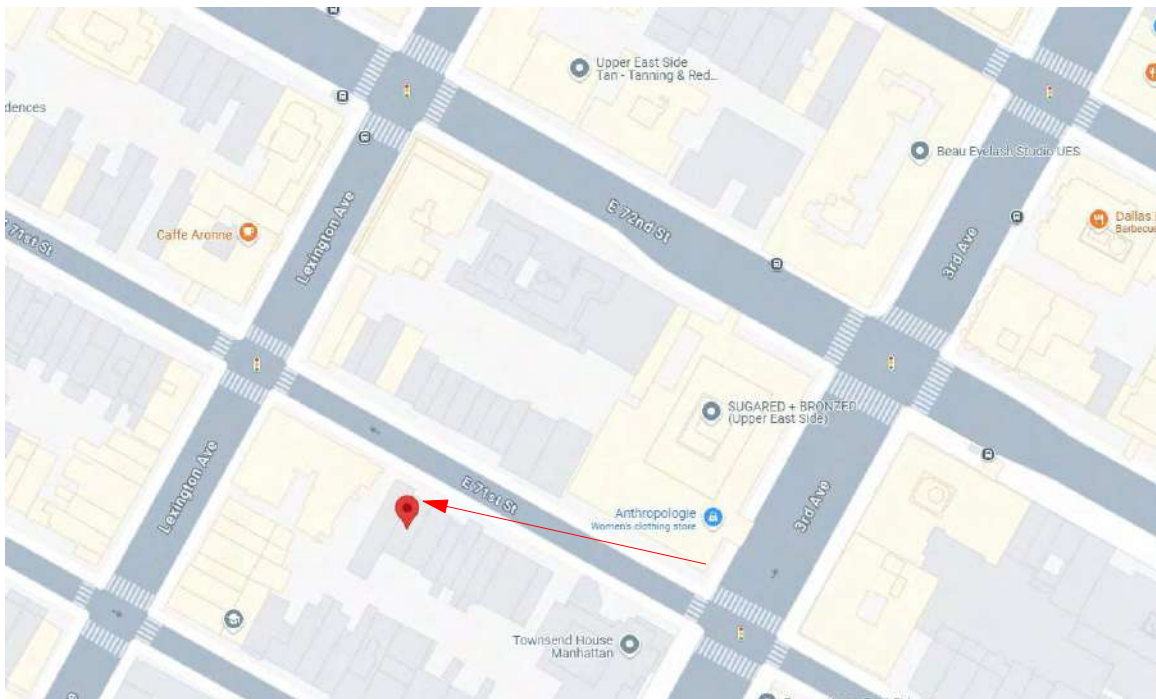 Upper East Side
Tan - Tanning & Red...
dences
Beau Eyelash Studio UES
Caffe Aronne
71st St
Lexington Ave
E 72nd St
3rd Ave
Dallas
Barbecue
SUGARED + BRONZED
(Upper East Side)
Lexington Ave
E 71st St
Anthropologie
Women's clothing store
3rd Ave
Townsend House
Manhattan